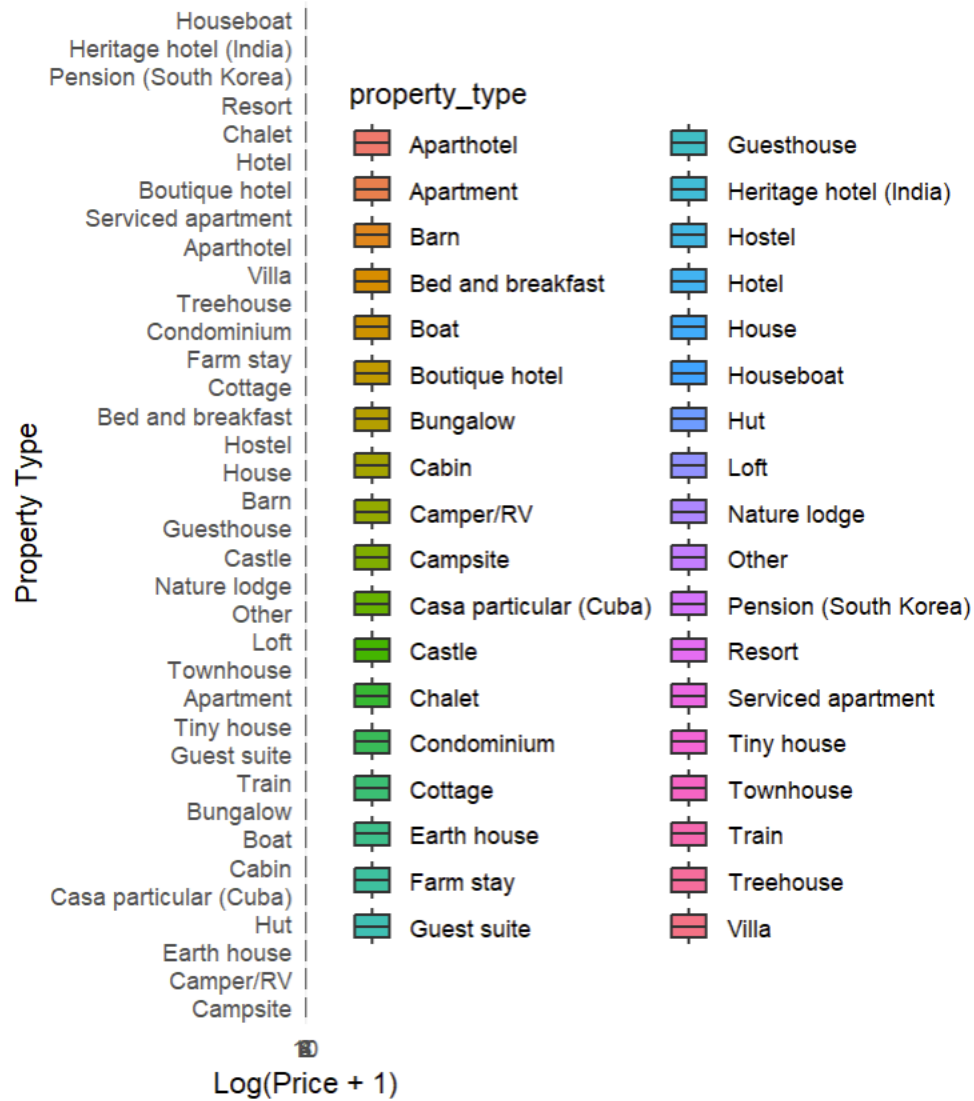 Houseboat
Heritage hotel (India)
Pension (South Korea)
Resort
Chalet
Hotel
Boutique hotel
Serviced apartment
Aparthotel
Villa
Treehouse
Condominium
Farm stay
Cottage
Bed and breakfast
Hostel
House
Barn
Guesthouse
Castle
Nature lodge
Other
Loft
Townhouse
Apartment
Tiny house
Guest suite
Train
Bungalow
Boat
Cabin
Casa particular (Cuba)
Hut
Earth house
Camper/RV
Campsite
Property Type
Log(Price + 1)
property_type
Aparthotel
Apartment
Barn
Bed and breakfast
Boat
Boutique hotel
Bungalow
Cabin
Camper/RV
Campsite
Casa particular (Cuba)
Castle
Chalet
Condominium
Cottage
Earth house
Farm stay
Guest suite
Guesthouse
Heritage hotel (India)
Hostel
Hotel
House
Houseboat
Hut
Loft
Nature lodge
Other
Pension (South Korea)
Resort
Serviced apartment
Tiny house
Townhouse
Train
Treehouse
Villa